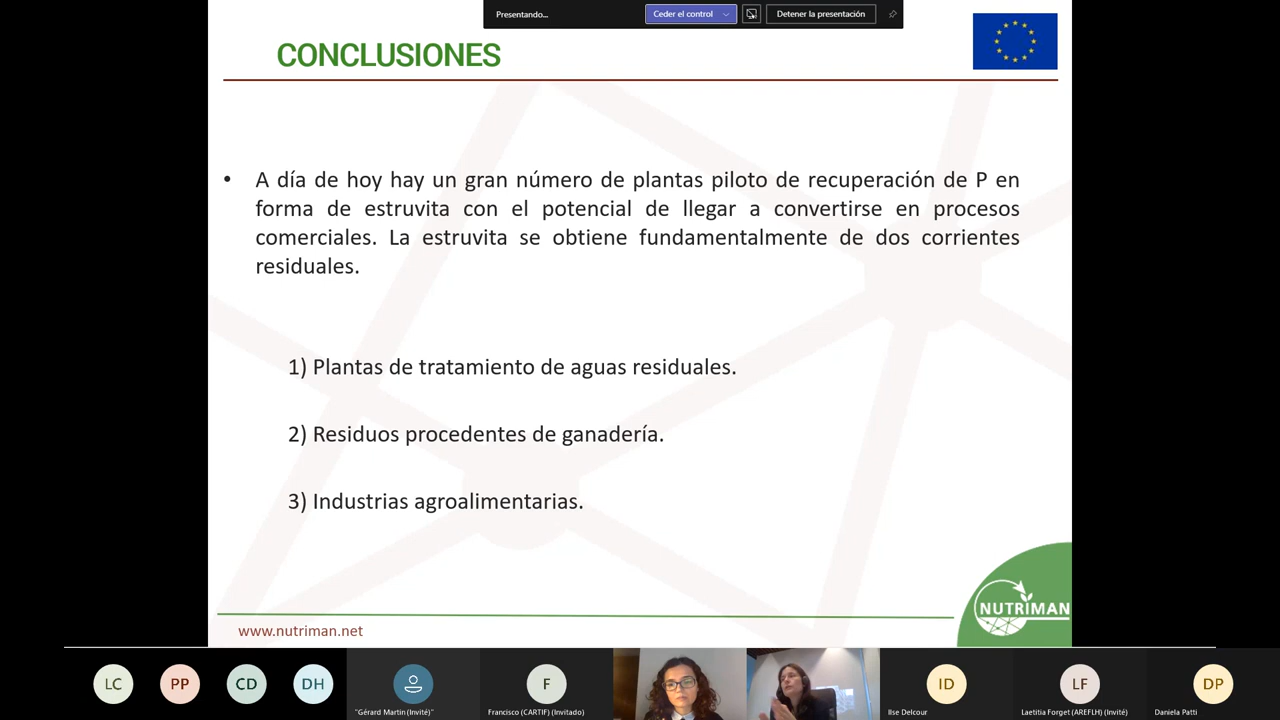 Presentando...
Ceder el control
Detener la presentación
CONCLUSIONES
• A día de hoy hay un gran número de plantas piloto de recuperación de P en
forma de estruvita con el potencial de llegar a convertirse en procesos
comerciales. La estruvita se obtiene fundamentalmente de dos corrientes
residuales.
1) Plantas de tratamiento de aguas residuales.
2) Residuos procedentes de ganadería.
3) Industrias agroalimentarias.
NUTRIMAN
www.nutriman.net
LC
PP
CD
DH
F
ID
LF
DP
"Gérard Martin (Invité)"
Francisco (CARTIF) (Invitado)
Ilse Delcour
Laetitia Forget (AREFLH) (Invité)
Daniela Patti